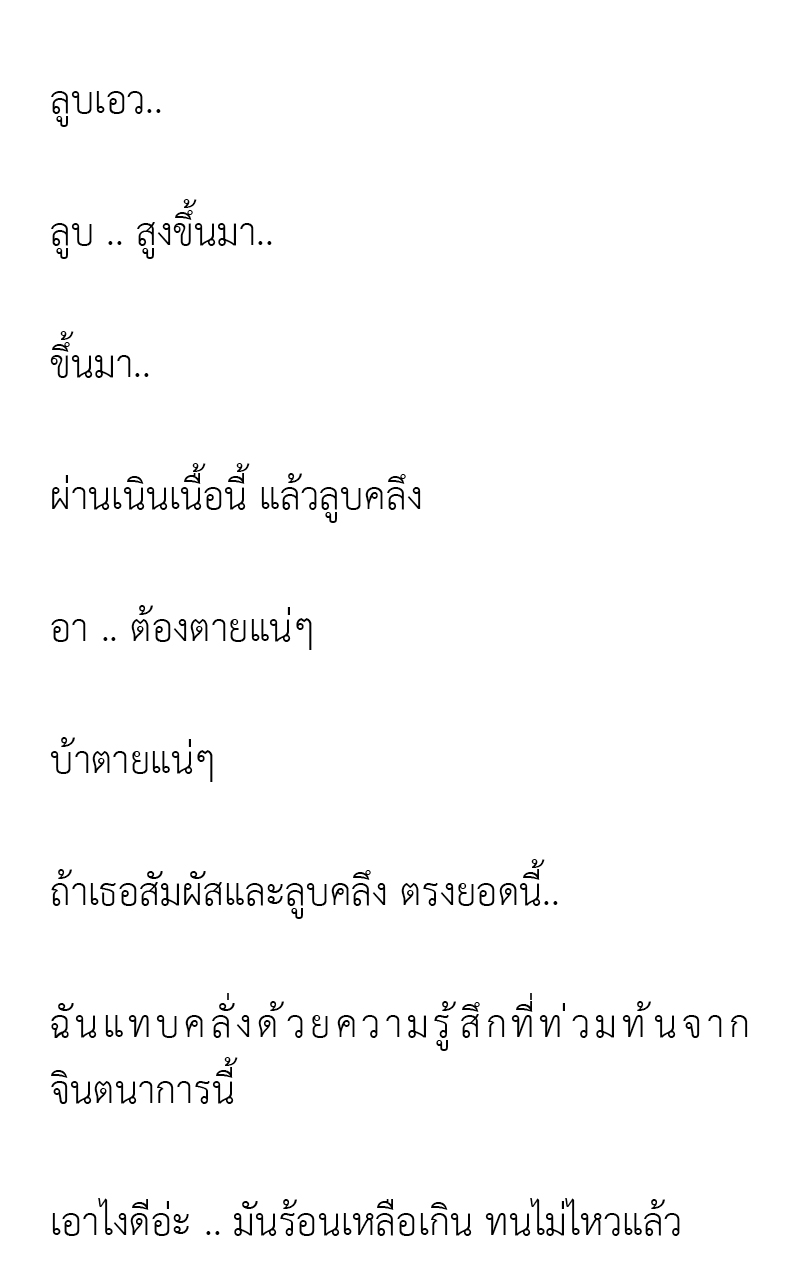 ลูบเอว..
ลูบ .. สูงขึ้นมา..
ขึ้นมา..
ผ่านเนินเนื้อนี้ แล้วลูบคลึง
อา .. ต้องตายแน่ๆ
บ้าตายแน่ๆ
ถ้าเธอสัมผัสและลูบคลึง ตรงยอดนี้..
ฉันแทบคลั่งด้วยความรู้สึกที่ท่วมท้นจาก
จินตนาการนี้
เอาไงดีอ่ะ .. มันร้อนเหลือเกิน ทนไม่ไหวแล้ว